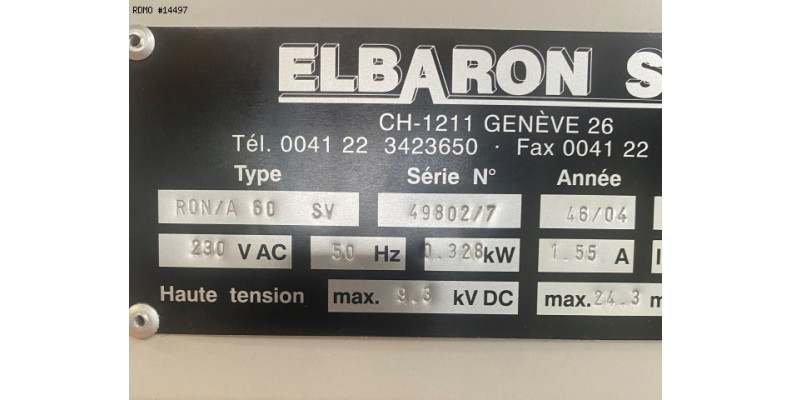 RDMO #14497
ELBARON S
CH-1211 GENÈVE 26
Tél. 0041 22 3423650 · Fax 0041 22
Type Série N° Année
RON/A 60 SV 49802/7 46/04
230 V AC 50 Hz 0.328 kW 1.55 A I
Haute tension max. 9.3 kV DC max. 24.3 m